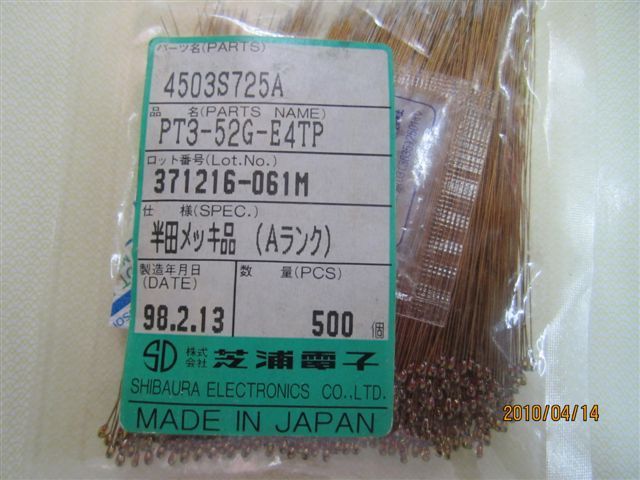 パーツ名(PARTS)
4503S725A
品 名(PARTS NAME)
PT3-52G-E4TP
ロット番号(Lot.No.)
371216-061M
仕 様(SPEC.)
半田メッキ品 (Aランク)
製造年月日 数 量(PCS)
(DATE)
98.2.13 500 個
SD 株式会社 芝浦電子
SHIBAURA ELECTRONICS CO.,LTD.
MADE IN JAPAN
2010/04/14